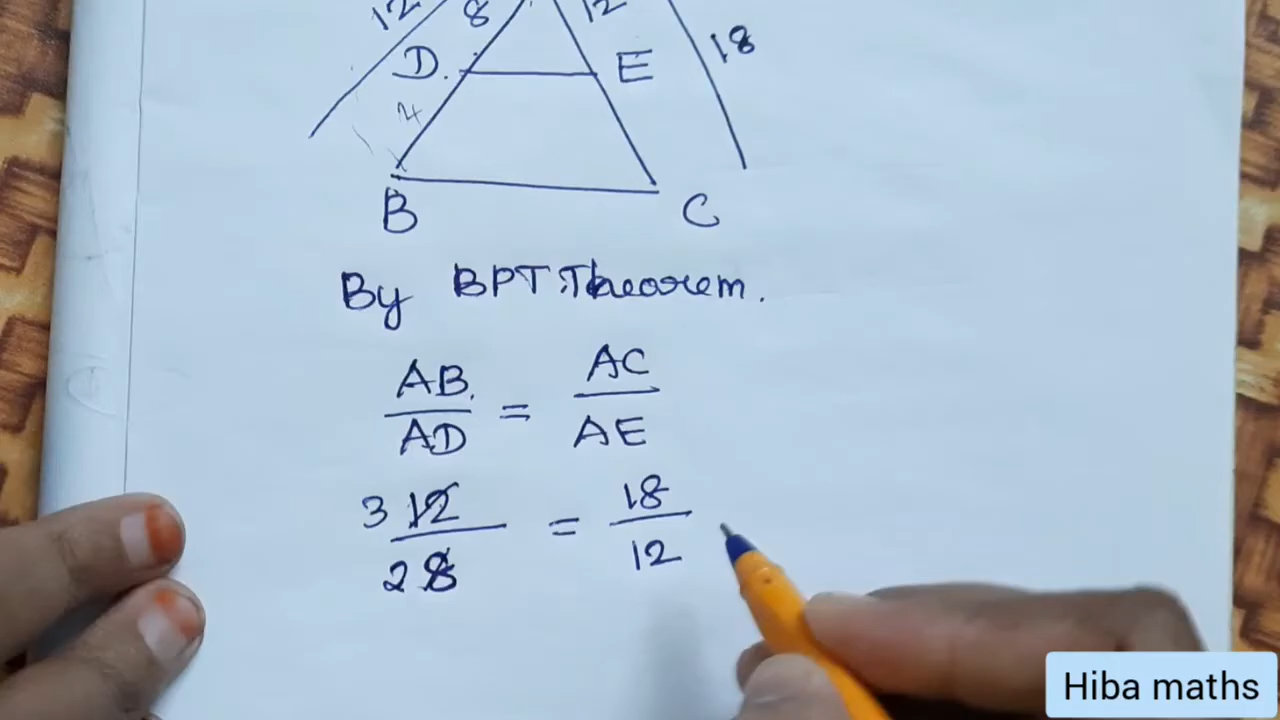 12 8 12 18
D. E
4
B C
By BPT Theorem.
AB. = AC
AD AE
3 12 = 18
2 8 12
Hiba maths